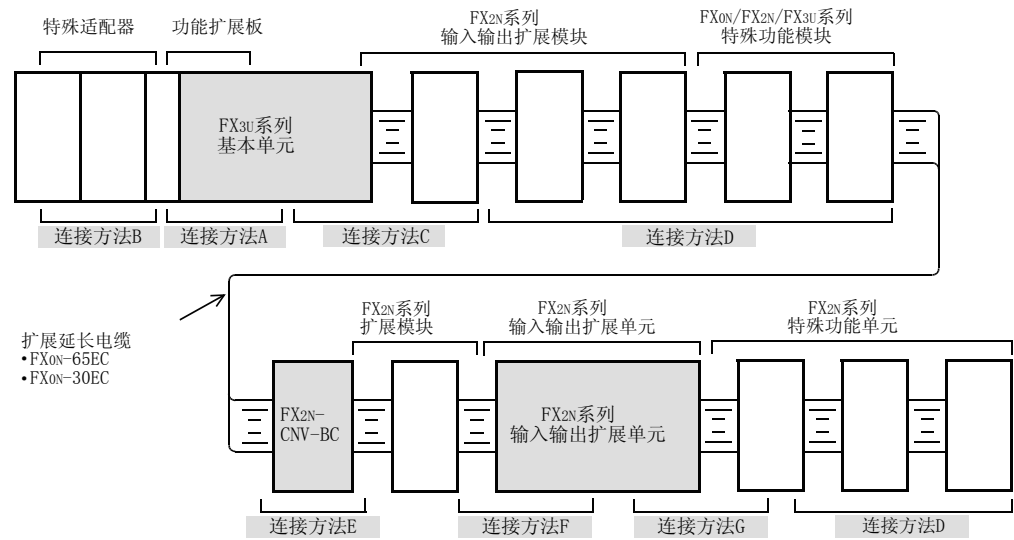 特殊适配器
功能扩展板
FX2N系列
输入输出扩展模块
FX0N/FX2N/FX3U系列
特殊功能模块
FX3U系列
基本单元
连接方法B
连接方法A
连接方法C
连接方法D
扩展延长电缆
•FX0N-65EC
•FX0N-30EC
FX2N系列
扩展模块
FX2N系列
输入输出扩展单元
FX2N系列
特殊功能单元
FX2N-
CNV-BC
FX2N系列
输入输出扩展单元
连接方法E
连接方法F
连接方法G
连接方法D